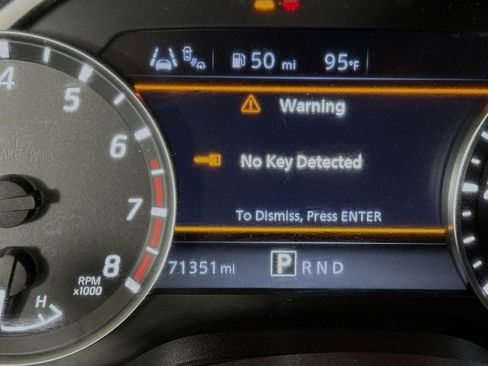 50 mi 95°F
4
5
6
7
8
RPM
x1000
H
Warning
No Key Detected
To Dismiss, Press ENTER
71351 mi P R N D